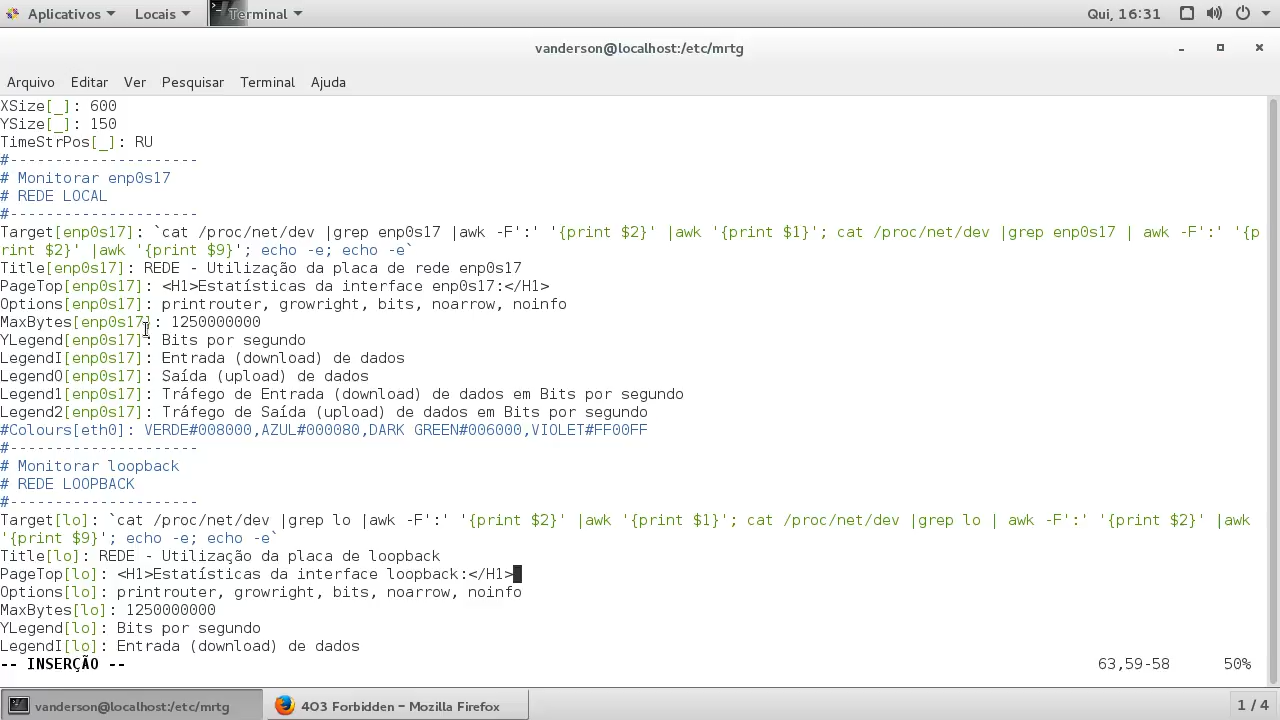 Aplicativos Locais Terminal Qui, 16:31
vanderson@localhost:/etc/mrtg
Arquivo Editar Ver Pesquisar Terminal Ajuda
XSize[_]: 600
YSize[_]: 150
TimeStrPos[_]: RU
#---------------------
# Monitorar enp0s17
# REDE LOCAL
#---------------------
Target[enp0s17]: `cat /proc/net/dev |grep enp0s17 |awk -F':' '{print $2}' |awk '{print $1}'; cat /proc/net/dev |grep enp0s17 | awk -F':' '{p
rint $2}' |awk '{print $9}'; echo -e; echo -e`
Title[enp0s17]: REDE - Utilização da placa de rede enp0s17
PageTop[enp0s17]: <H1>Estatísticas da interface enp0s17:</H1>
Options[enp0s17]: printrouter, growright, bits, noarrow, noinfo
MaxBytes[enp0s17]: 1250000000
YLegend[enp0s17]: Bits por segundo
LegendI[enp0s17]: Entrada (download) de dados
LegendO[enp0s17]: Saída (upload) de dados
Legend1[enp0s17]: Tráfego de Entrada (download) de dados em Bits por segundo
Legend2[enp0s17]: Tráfego de Saída (upload) de dados em Bits por segundo
#Colours[eth0]: VERDE#008000,AZUL#000080,DARK GREEN#006000,VIOLET#FF00FF
#---------------------
# Monitorar loopback
# REDE LOOPBACK
#---------------------
Target[lo]: `cat /proc/net/dev |grep lo |awk -F':' '{print $2}' |awk '{print $1}'; cat /proc/net/dev |grep lo | awk -F':' '{print $2}' |awk
'{print $9}'; echo -e; echo -e`
Title[lo]: REDE - Utilização da placa de loopback
PageTop[lo]: <H1>Estatísticas da interface loopback:</H1>
Options[lo]: printrouter, growright, bits, noarrow, noinfo
MaxBytes[lo]: 1250000000
YLegend[lo]: Bits por segundo
LegendI[lo]: Entrada (download) de dados
-- INSERÇÃO -- 63,59-58 50%
vanderson@localhost:/etc/mrtg 403 Forbidden - Mozilla Firefox 1 / 4